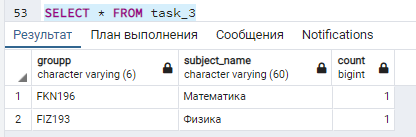 53 SELECT * FROM task_3
Результат План выполнения Сообщения Notifications
groupp subject_name count
character varying (6) character varying (60) bigint
1 FKN196 Математика 1
2 FIZ193 Физика 1